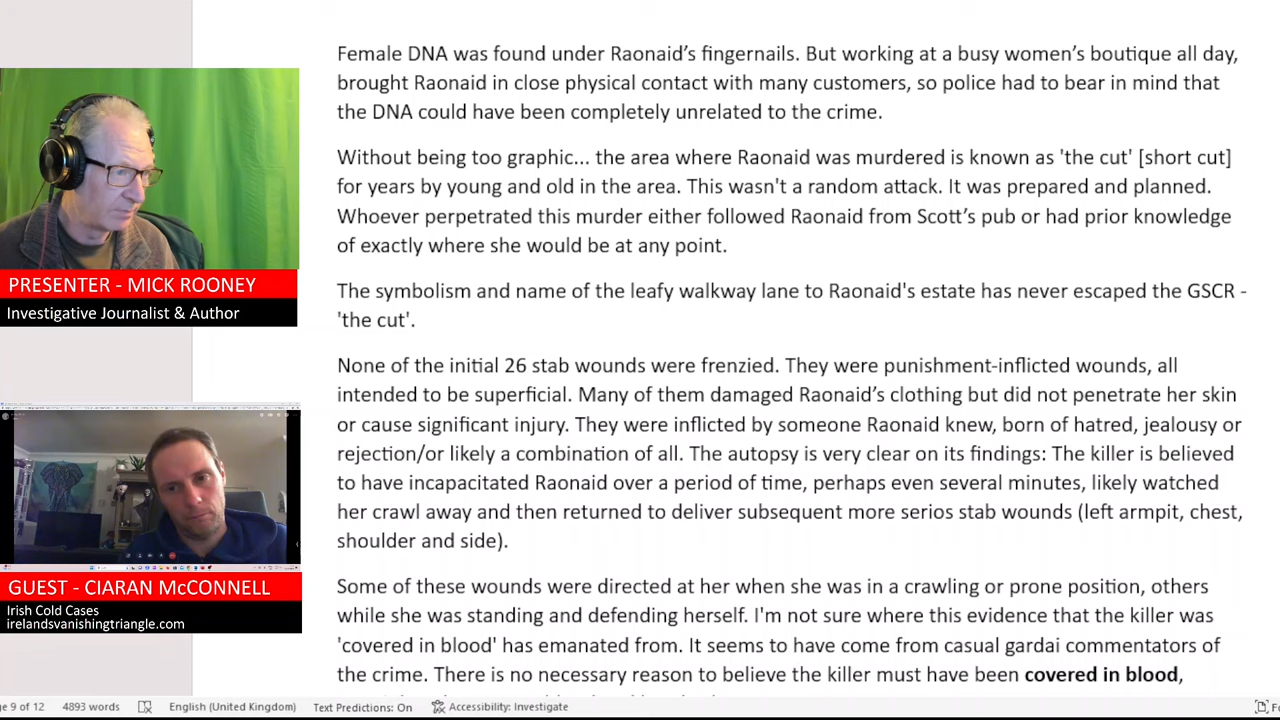 Female DNA was found under Raonaid’s fingernails. But working at a busy women’s boutique all day,
brought Raonaid in close physical contact with many customers, so police had to bear in mind that
the DNA could have been completely unrelated to the crime.
Without being too graphic... the area where Raonaid was murdered is known as 'the cut' [short cut]
for years by young and old in the area. This wasn't a random attack. It was prepared and planned.
Whoever perpetrated this murder either followed Raonaid from Scott’s pub or had prior knowledge
of exactly where she would be at any point.
The symbolism and name of the leafy walkway lane to Raonaid's estate has never escaped the GSCR -
'the cut'.
None of the initial 26 stab wounds were frenzied. They were punishment-inflicted wounds, all
intended to be superficial. Many of them damaged Raonaid’s clothing but did not penetrate her skin
or cause significant injury. They were inflicted by someone Raonaid knew, born of hatred, jealousy or
rejection/or likely a combination of all. The autopsy is very clear on its findings: The killer is believed
to have incapacitated Raonaid over a period of time, perhaps even several minutes, likely watched
her crawl away and then returned to deliver subsequent more serios stab wounds (left armpit, chest,
shoulder and side).
Some of these wounds were directed at her when she was in a crawling or prone position, others
while she was standing and defending herself. I'm not sure where this evidence that the killer was
'covered in blood' has emanated from. It seems to have come from casual gardai commentators of
the crime. There is no necessary reason to believe the killer must have been covered in blood,
PRESENTER - MICK ROONEY
Investigative Journalist & Author
GUEST - CIARAN McCONNELL
Irish Cold Cases
irelandsvanishingtriangle.com
e 9 of 12 4893 words English (United Kingdom) Text Predictions: On Accessibility: Investigate